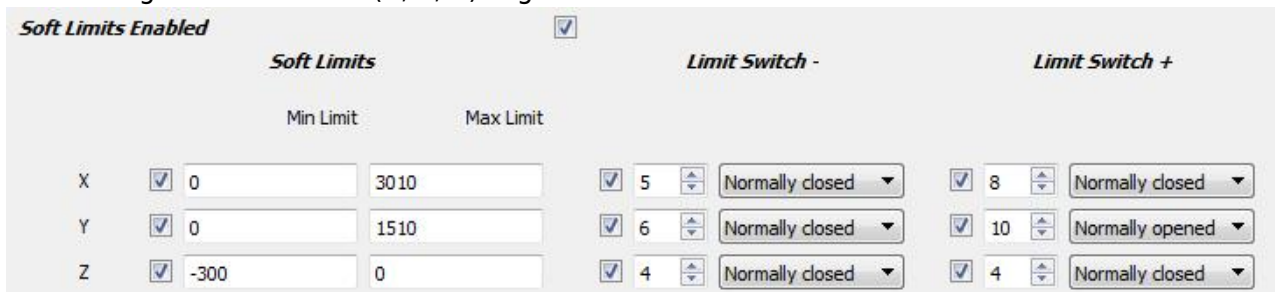 Soft Limits Enabled
Soft Limits Limit Switch - Limit Switch +
Min Limit Max Limit
X 0 3010 5 Normally closed 8 Normally closed
Y 0 1510 6 Normally closed 10 Normally opened
Z -300 0 4 Normally closed 4 Normally closed